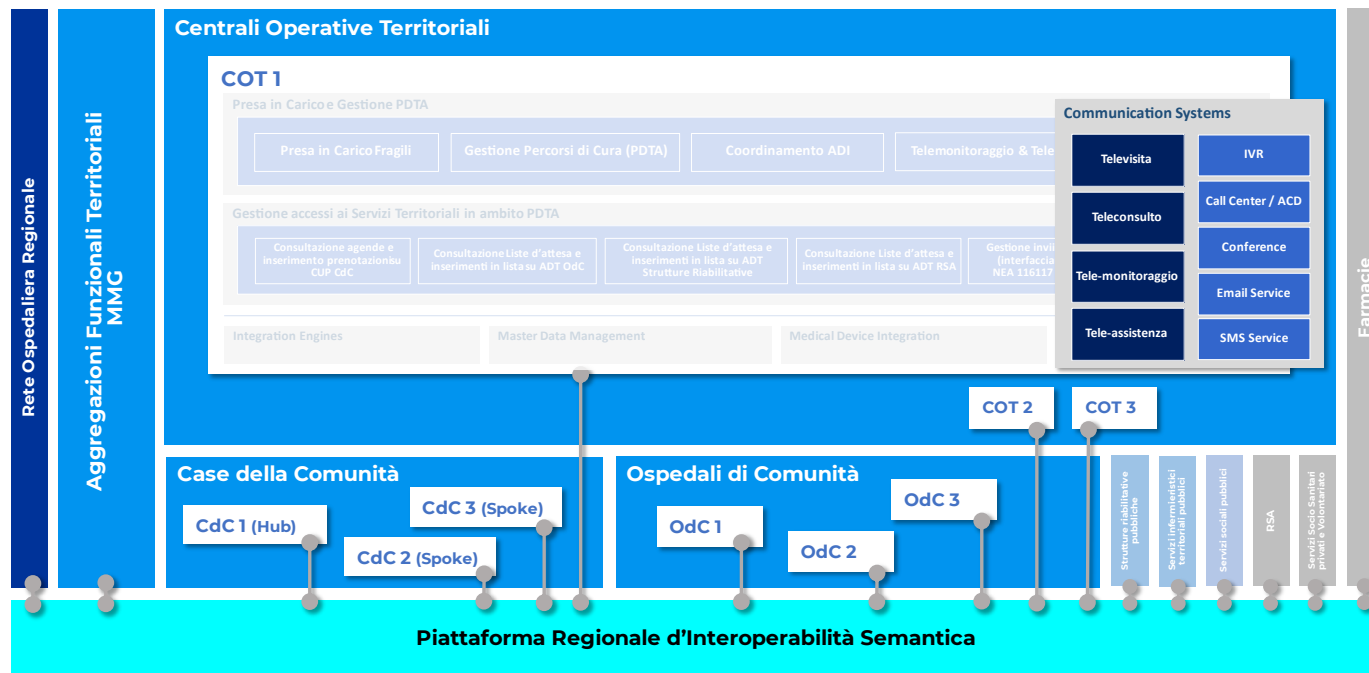 Centrali Operative Territoriali
COT 1
Presa in Carico e Gestione PDTA
Presa in Carico Fragili
Gestione Percorsi di Cura (PDTA)
Coordinamento ADI
Telemonitoraggio & Tele
Gestione accessi ai Servizi Territoriali in ambito PDTA
Consultazione agende e
inserimento prenotazioni su
CUP CdC
Consultazione Liste d'attesa e
inserimenti in lista su ADT OdC
Consultazione Liste d'attesa e
inserimenti in lista su ADT
Strutture Riabilitative
Consultazione Liste d'attesa e
inserimenti in lista su ADT RSA
Gestione invii
(interfaccia
NEA 116117
Integration Engines
Master Data Management
Medical Device Integration
Communication Systems
Televisita
Teleconsulto
Tele-monitoraggio
Tele-assistenza
IVR
Call Center / ACD
Conference
Email Service
SMS Service
COT 2
COT 3
Rete Ospedaliera Regionale
Aggregazioni Funzionali Territoriali
MMG
Farmacie
Case della Comunità
CdC 1 (Hub)
CdC 2 (Spoke)
CdC 3 (Spoke)
Ospedali di Comunità
OdC 1
OdC 2
OdC 3
Strutture riabilitative
pubbliche
Servizi infermieristici
territoriali pubblici
Servizi sociali pubblici
RSA
Servizi Socio Sanitari
privati e Volontariato
Piattaforma Regionale d'Interoperabilità Semantica